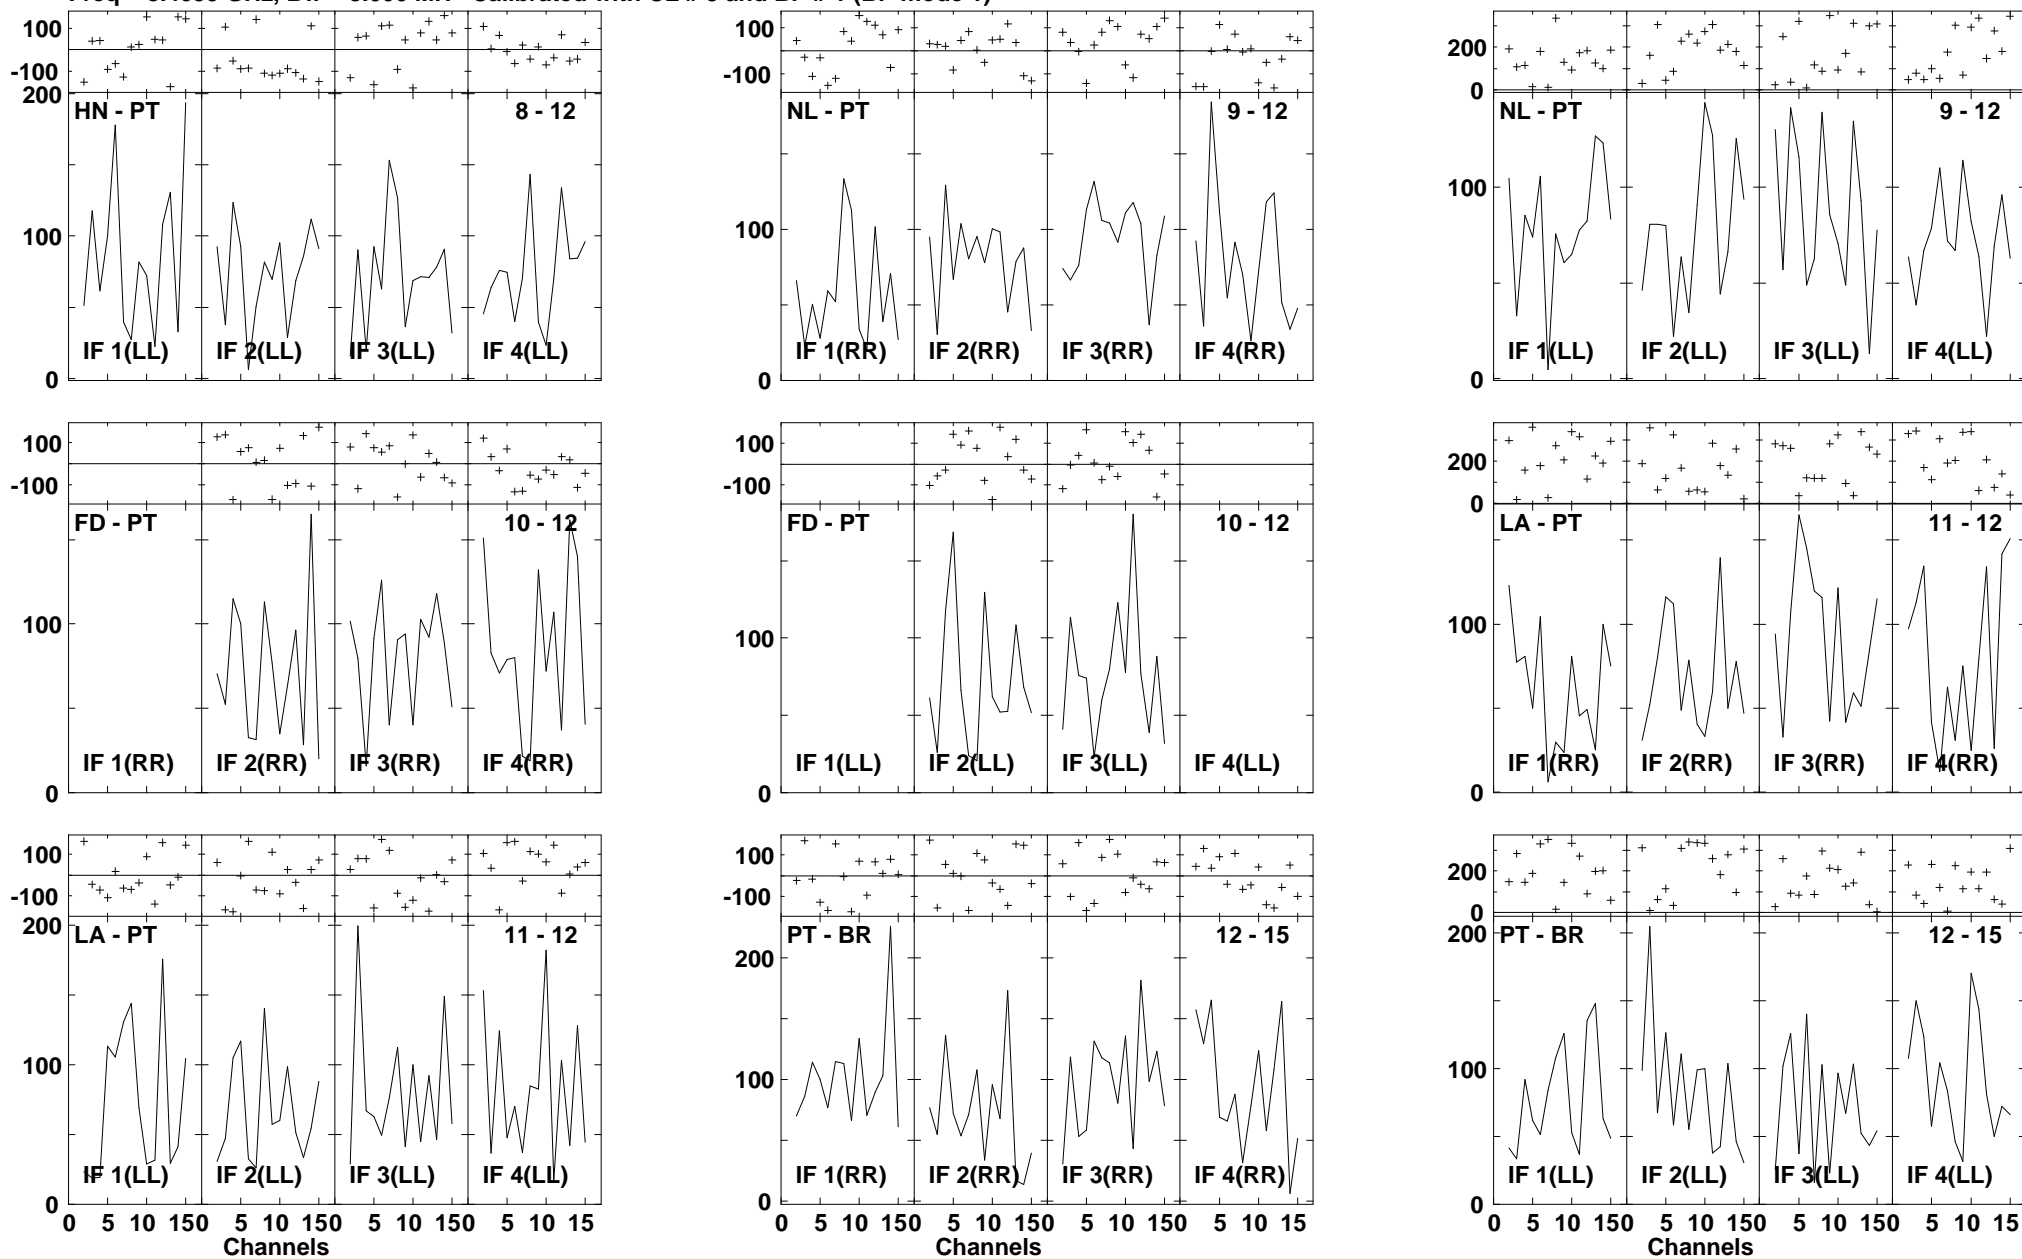 100
-100
200
HN - PT
8 - 12
100
0
IF 1(LL)
IF 2(LL)
IF 3(LL)
IF 4(LL)
100
-100
NL - PT
9 - 12
100
0
IF 1(RR)
IF 2(RR)
IF 3(RR)
IF 4(RR)
200
0
NL - PT
9 - 12
100
0
IF 1(LL)
IF 2(LL)
IF 3(LL)
IF 4(LL)
100
-100
FD - PT
10 - 12
100
0
IF 1(RR)
IF 2(RR)
IF 3(RR)
IF 4(RR)
100
-100
FD - PT
10 - 12
100
0
IF 1(LL)
IF 2(LL)
IF 3(LL)
IF 4(LL)
200
0
LA - PT
11 - 12
100
0
IF 1(RR)
IF 2(RR)
IF 3(RR)
IF 4(RR)
100
-100
200
LA - PT
11 - 12
100
0
IF 1(LL)
IF 2(LL)
IF 3(LL)
IF 4(LL)
0 5 10 150 5 10 150 5 10 150 5 10 15
Channels
100
-100
PT - BR
12 - 15
200
100
0
IF 1(RR)
IF 2(RR)
IF 3(RR)
IF 4(RR)
0 5 10 150 5 10 150 5 10 150 5 10 15
Channels
200
0
200
PT - BR
12 - 15
100
0
IF 1(LL)
IF 2(LL)
IF 3(LL)
IF 4(LL)
0 5 10 150 5 10 150 5 10 150 5 10 15
Channels